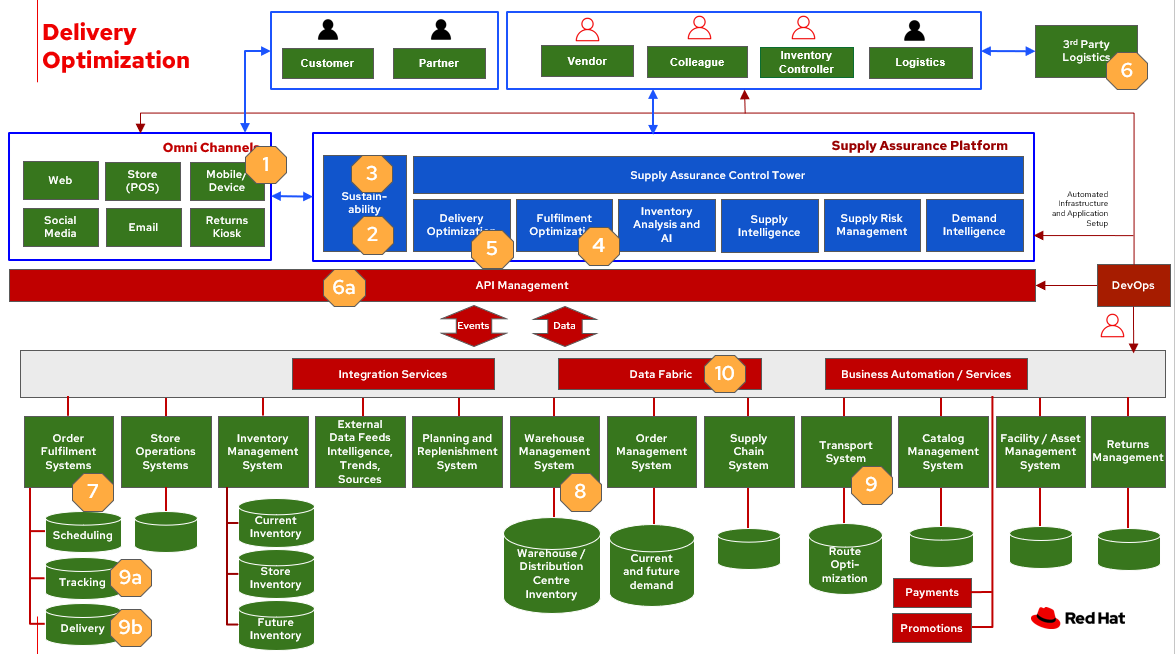 Delivery
Optimization
Customer
Partner
Vendor
Colleague
Inventory
Controller
Logistics
3rd Party
Logistics
6
Omni Channels
1
Web
Store
(POS)
Mobile/
Device
Social
Media
Email
Returns
Kiosk
Supply Assurance Platform
3
Sustain-
ability
2
Supply Assurance Control Tower
Delivery
Optimization
5
Fulfilment
Optimization
4
Inventory
Analysis and
AI
Supply
Intelligence
Supply Risk
Management
Demand
Intelligence
Automated
Infrastructure
and Application
Setup
6a
API Management
DevOps
Events
Data
Integration Services
Data Fabric
10
Business Automation / Services
Order
Fulfilment
Systems
7
Store
Operations
Systems
Inventory
Management
System
External
Data Feeds
Intelligence,
Trends,
Sources
Planning and
Replenishment
System
Warehouse
Management
System
8
Order
Management
System
Supply
Chain
System
Transport
System
9
Catalog
Management
System
Facility / Asset
Management
System
Returns
Management
Scheduling
Tracking
9a
Delivery
9b
Current
Inventory
Store
Inventory
Future
Inventory
Warehouse /
Distribution
Centre
Inventory
Current
and future
demand
Route
Opti-
mization
Payments
Promotions
Red Hat